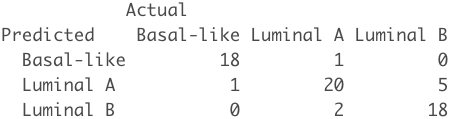 Actual
Predicted Basal-like Luminal A Luminal B
Basal-like 18 1 0
Luminal A 1 20 5
Luminal B 0 2 18